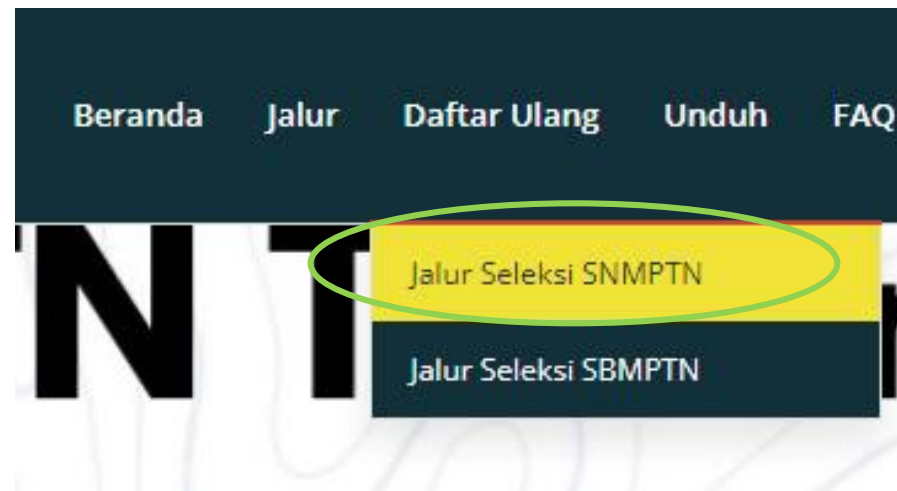 Beranda Jalur Daftar Ulang Unduh FAQ
N T
Jalur Seleksi SNMPTN
Jalur Seleksi SBMPTN